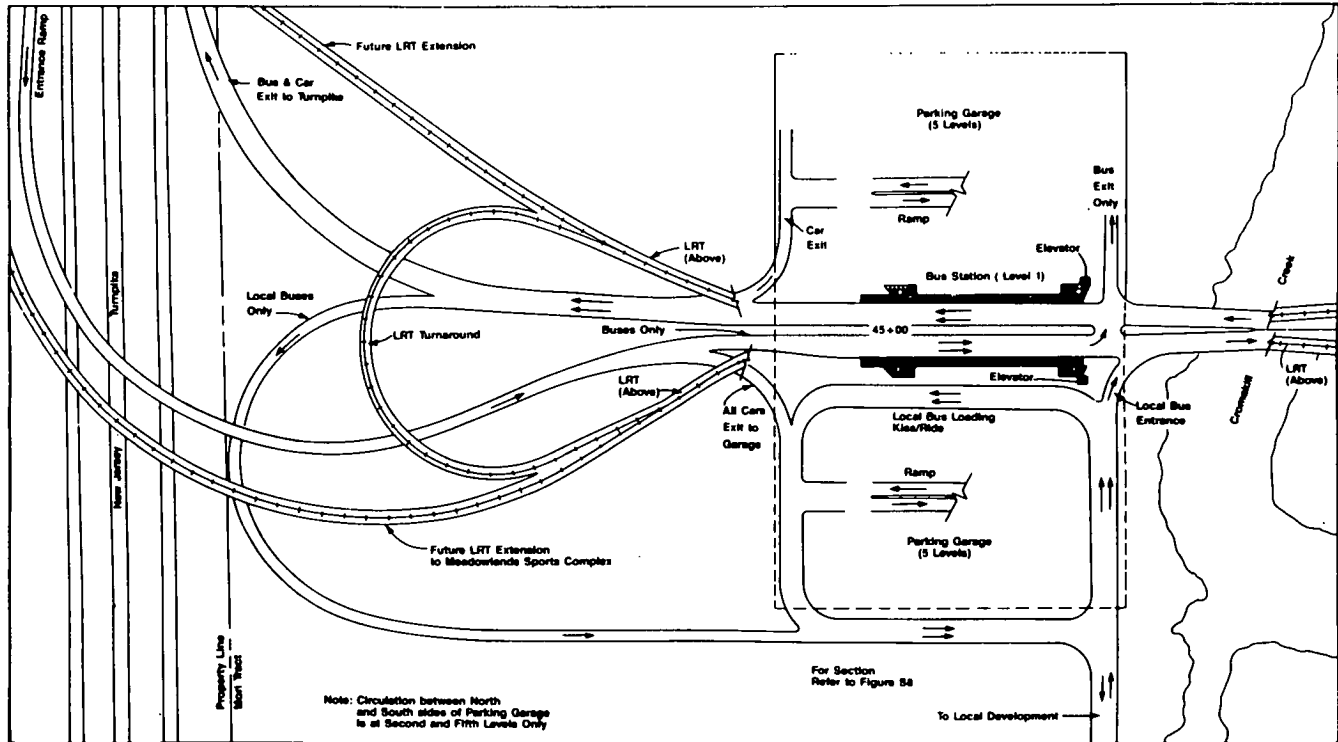 Entrance Ramp
Future LRT Extension
Bus & Car
Exit to Turnpike
Parking Garage
(5 Levels)
Ramp
Bus
Exit
Only
Car
Exit
LRT
(Above)
Elevator
Bus Station ( Level 1)
Creek
Local Buses
Only
Turnpike
LRT Turnaround
Buses Only
45+00
LRT
(Above)
Elevator
LRT
(Above)
All Cars
Exit to
Garage
Local Bus Loading
Kiss/Ride
Local Bus
Entrance
Cromakill
New Jersey
Ramp
Parking Garage
(5 Levels)
Future LRT Extension
to Meadowlands Sports Complex
Property Line
Mori Tract
For Section
Refer to Figure 58
Note: Circulation between North
and South sides of Parking Garage
is at Second and Fifth Levels Only
To Local Development